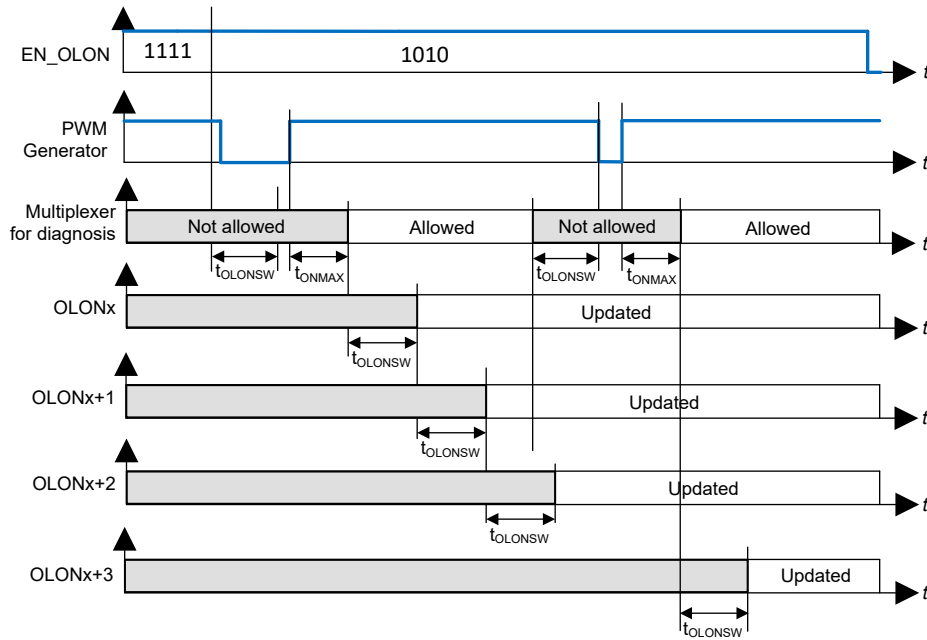 EN_OLON 1111 1010 t
PWM
Generator t
Multiplexer
for diagnosis Not allowed Allowed Not allowed Allowed t
tOLONSW tONMAX tOLONSW tONMAX
OLONx Updated t
tOLONSW
OLONx+1 Updated t
tOLONSW
OLONx+2 Updated t
tOLONSW
OLONx+3 Updated t
tOLONSW